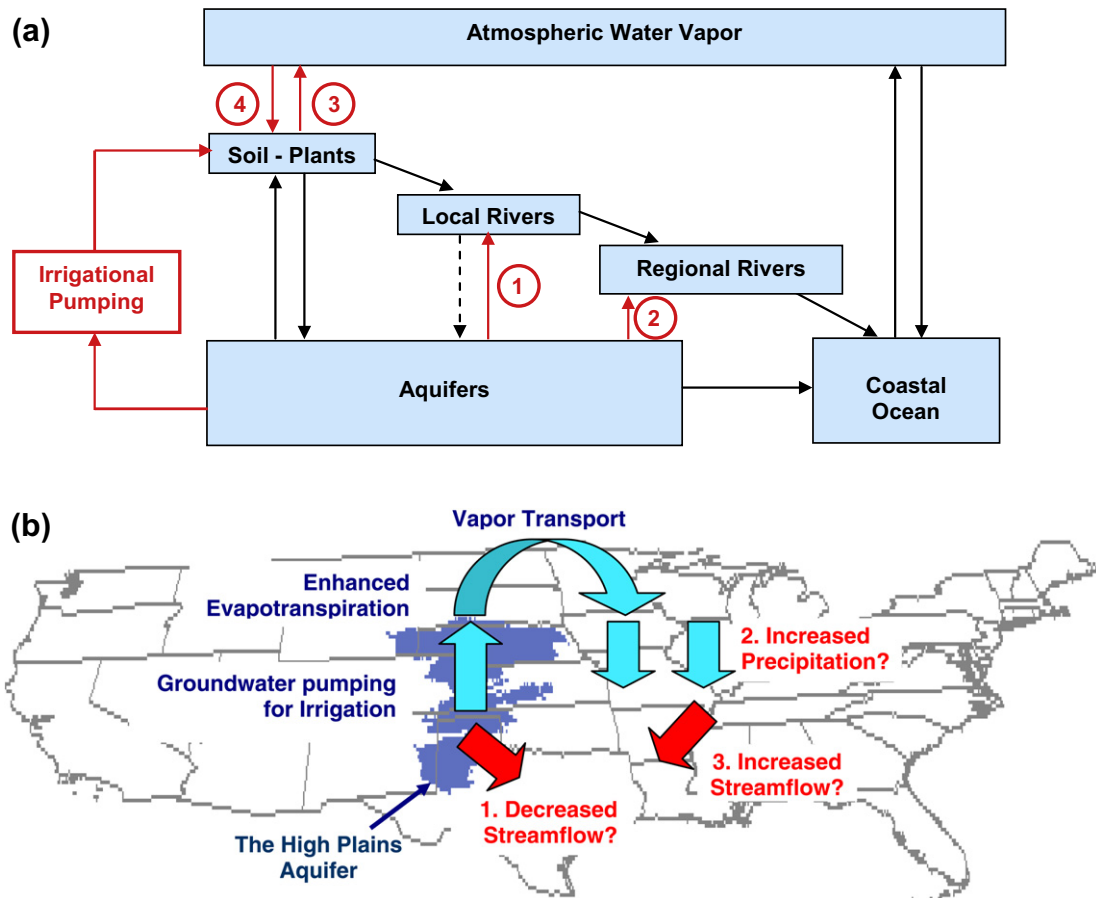 (a)
Atmospheric Water Vapor
4
3
Soil - Plants
Local Rivers
Irrigational
Pumping
1
Regional Rivers
2
Aquifers
Coastal
Ocean
(b)
Vapor Transport
Enhanced
Evapotranspiration
2. Increased
Precipitation?
Groundwater pumping
for Irrigation
3. Increased
Streamflow?
1. Decreased
Streamflow?
The High Plains
Aquifer